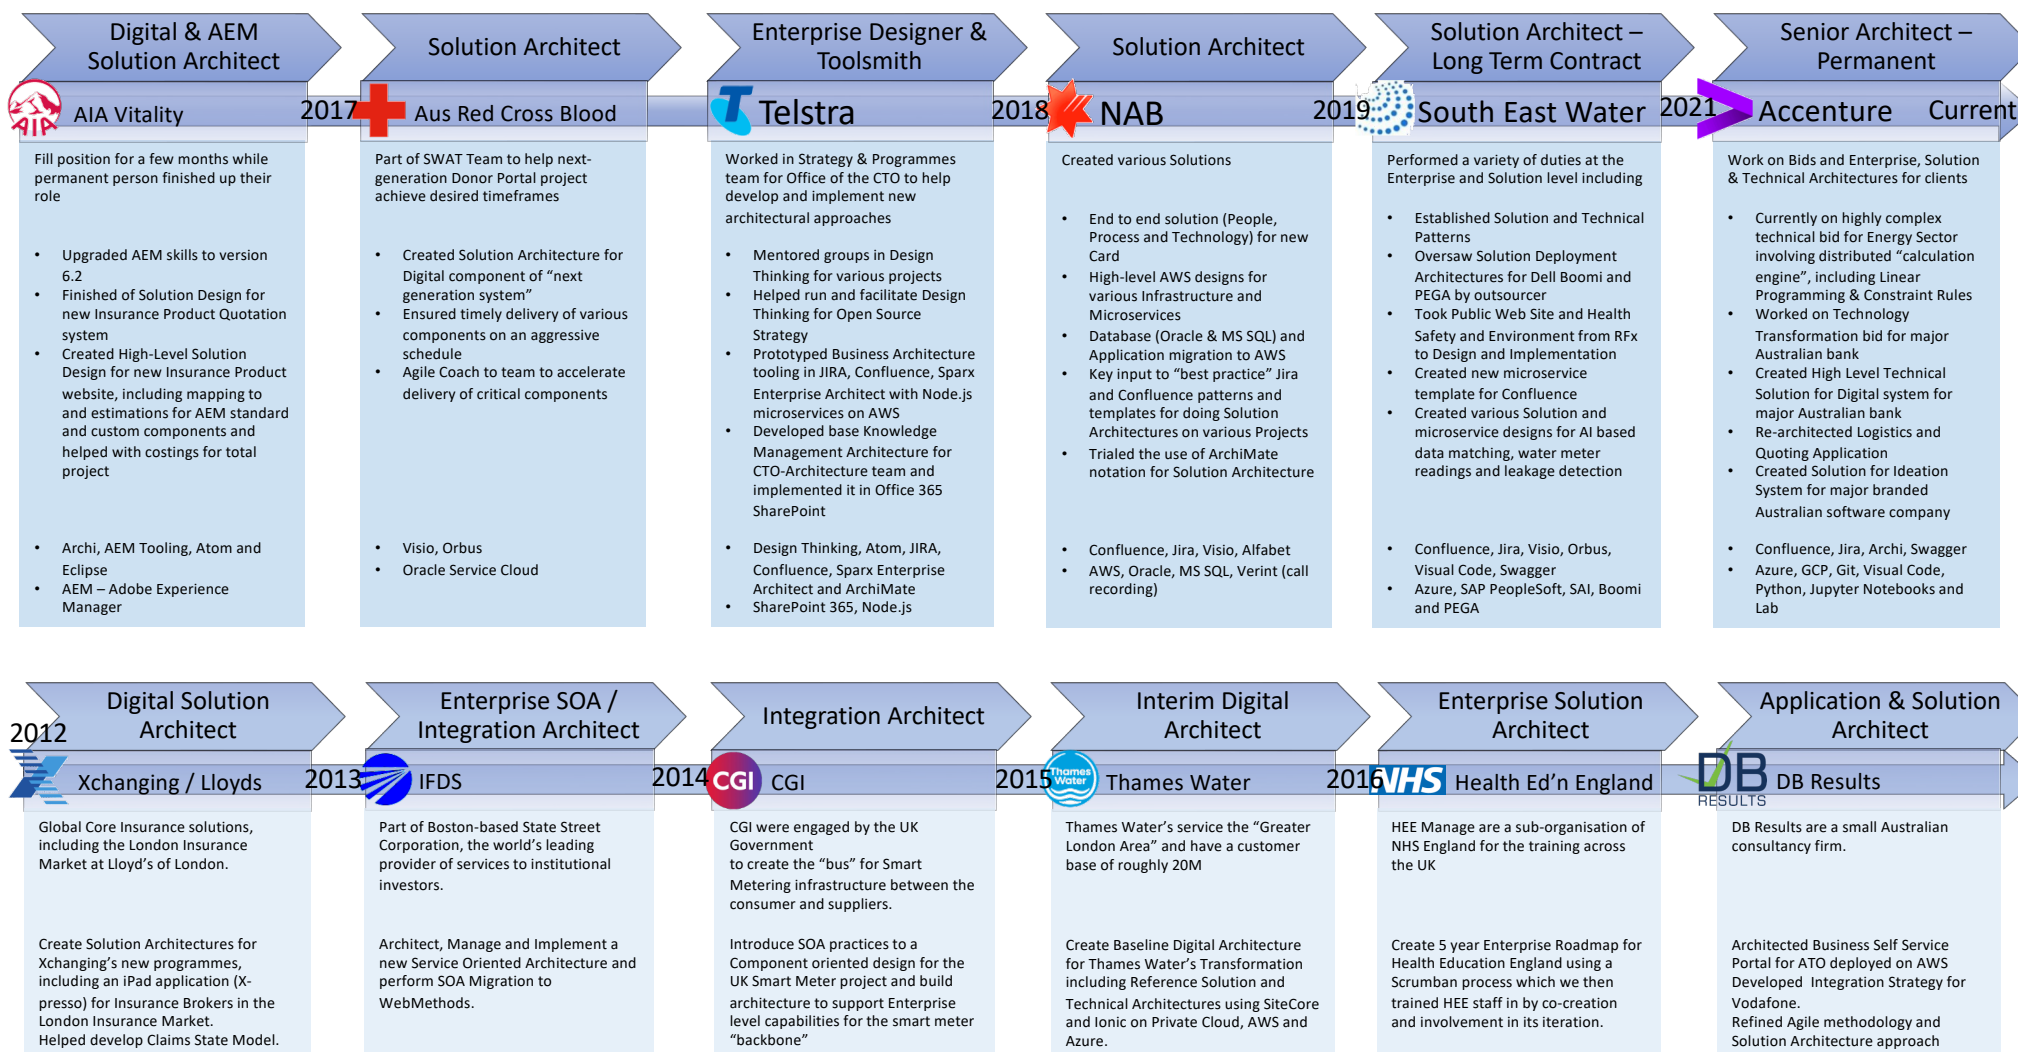 Digital & AEM
Solution Architect
AIA
AIA Vitality
Fill position for a few months while
permanent person finished up their
role
• Upgraded AEM skills to version
6.2
• Finished of Solution Design for
new Insurance Product Quotation
system
• Created High-Level Solution
Design for new Insurance Product
website, including mapping to
and estimations for AEM standard
and custom components and
helped with costings for total
project
• Archi, AEM Tooling, Atom and
Eclipse
• AEM – Adobe Experience
Manager
Solution Architect
2017
Aus Red Cross Blood
Part of SWAT Team to help next-
generation Donor Portal project
achieve desired timeframes
• Created Solution Architecture for
Digital component of “next
generation system”
• Ensured timely delivery of various
components on an aggressive
schedule
• Agile Coach to team to accelerate
delivery of critical components
• Visio, Orbus
• Oracle Service Cloud
Enterprise Designer &
Toolsmith
Telstra
Worked in Strategy & Programmes
team for Office of the CTO to help
develop and implement new
architectural approaches
• Mentored groups in Design
Thinking for various projects
• Helped run and facilitate Design
Thinking for Open Source
Strategy
• Prototyped Business Architecture
tooling in JIRA, Confluence, Sparx
Enterprise Architect with Node.js
microservices on AWS
• Developed base Knowledge
Management Architecture for
CTO-Architecture team and
implemented it in Office 365
SharePoint
• Design Thinking, Atom, JIRA,
Confluence, Sparx Enterprise
Architect and ArchiMate
• SharePoint 365, Node.js
Solution Architect
2018
NAB
Created various Solutions
• End to end solution (People,
Process and Technology) for new
Card
• High-level AWS designs for
various Infrastructure and
Microservices
• Database (Oracle & MS SQL) and
Application migration to AWS
• Key input to “best practice” Jira
and Confluence patterns and
templates for doing Solution
Architectures on various Projects
• Trialed the use of ArchiMate
notation for Solution Architecture
• Confluence, Jira, Visio, Alfabet
• AWS, Oracle, MS SQL, Verint (call
recording)
Solution Architect –
Long Term Contract
2019
South East Water
Performed a variety of duties at the
Enterprise and Solution level including
• Established Solution and Technical
Patterns
• Oversaw Solution Deployment
Architectures for Dell Boomi and
PEGA by outsourcer
• Took Public Web Site and Health
Safety and Environment from RFx
to Design and Implementation
• Created new microservice
template for Confluence
• Created various Solution and
microservice designs for AI based
data matching, water meter
readings and leakage detection
• Confluence, Jira, Visio, Orbus,
Visual Code, Swagger
• Azure, SAP PeopleSoft, SAI, Boomi
and PEGA
Senior Architect –
Permanent
2021
Accenture
Current
Work on Bids and Enterprise, Solution
& Technical Architectures for clients
• Currently on highly complex
technical bid for Energy Sector
involving distributed “calculation
engine”, including Linear
Programming & Constraint Rules
• Worked on Technology
Transformation bid for major
Australian bank
• Created High Level Technical
Solution for Digital system for
major Australian bank
• Re-architected Logistics and
Quoting Application
• Created Solution for Ideation
System for major branded
Australian software company
• Confluence, Jira, Archi, Swagger
• Azure, GCP, Git, Visual Code,
Python, Jupyter Notebooks and
Lab
Digital Solution
Architect
2012
Xchanging / Lloyds
Global Core Insurance solutions,
including the London Insurance
Market at Lloyd’s of London.
Create Solution Architectures for
Xchanging’s new programmes,
including an iPad application (X-
presso) for Insurance Brokers in the
London Insurance Market.
Helped develop Claims State Model.
Enterprise SOA /
Integration Architect
2013
IFDS
Part of Boston-based State Street
Corporation, the world’s leading
provider of services to institutional
investors.
Architect, Manage and Implement a
new Service Oriented Architecture and
perform SOA Migration to
WebMethods.
Integration Architect
2014
CGI
CGI
CGI were engaged by the UK
Government
to create the “bus” for Smart
Metering infrastructure between the
consumer and suppliers.
Introduce SOA practices to a
Component oriented design for the
UK Smart Meter project and build
architecture to support Enterprise
level capabilities for the smart meter
“backbone”
Interim Digital
Architect
2015
Thames
Water
Thames Water
Thames Water’s service the “Greater
London Area” and have a customer
base of roughly 20M
Create Baseline Digital Architecture
for Thames Water’s Transformation
including Reference Solution and
Technical Architectures using SiteCore
and Ionic on Private Cloud, AWS and
Azure.
Enterprise Solution
Architect
2016
NHS
Health Ed’n England
HEE Manage are a sub-organisation of
NHS England for the training across
the UK
Create 5 year Enterprise Roadmap for
Health Education England using a
Scrumban process which we then
trained HEE staff in by co-creation
and involvement in its iteration.
Application & Solution
Architect
DB
RESULTS
DB Results
DB Results are a small Australian
consultancy firm.
Architected Business Self Service
Portal for ATO deployed on AWS
Developed Integration Strategy for
Vodafone.
Refined Agile methodology and
Solution Architecture approach